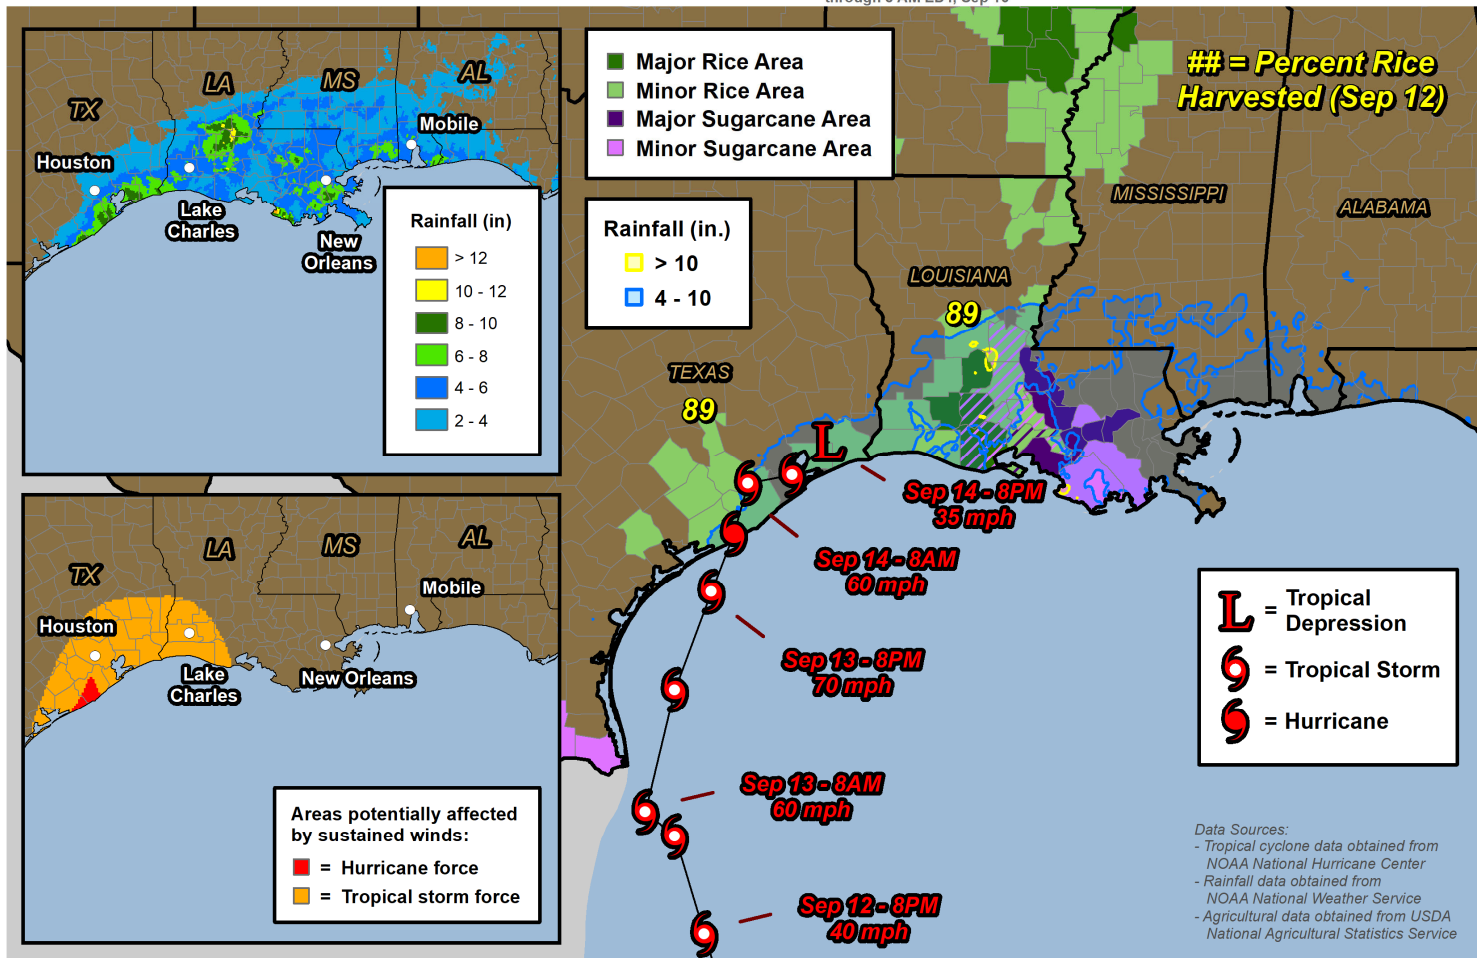 through 8 AM EDT, Sep 16
TX
LA
MS
AL
Houston
Mobile
Lake
Charles
New
Orleans
Rainfall (in)
> 12
10 - 12
8 - 10
6 - 8
4 - 6
2 - 4
Major Rice Area
Minor Rice Area
Major Sugarcane Area
Minor Sugarcane Area
Rainfall (in.)
> 10
4 - 10
## = Percent Rice
Harvested (Sep 12)
MISSISSIPPI
ALABAMA
LOUISIANA
89
TEXAS
89
L
Sep 14 - 8PM
35 mph
Sep 14 - 8AM
60 mph
Sep 13 - 8PM
70 mph
Sep 13 - 8AM
60 mph
Sep 12 - 8PM
40 mph
TX
LA
MS
AL
Houston
Mobile
Lake
Charles
New Orleans
Areas potentially affected
by sustained winds:
= Hurricane force
= Tropical storm force
L = Tropical
Depression
= Tropical Storm
= Hurricane
Data Sources:
- Tropical cyclone data obtained from
NOAA National Hurricane Center
- Rainfall data obtained from
NOAA National Weather Service
- Agricultural data obtained from USDA
National Agricultural Statistics Service